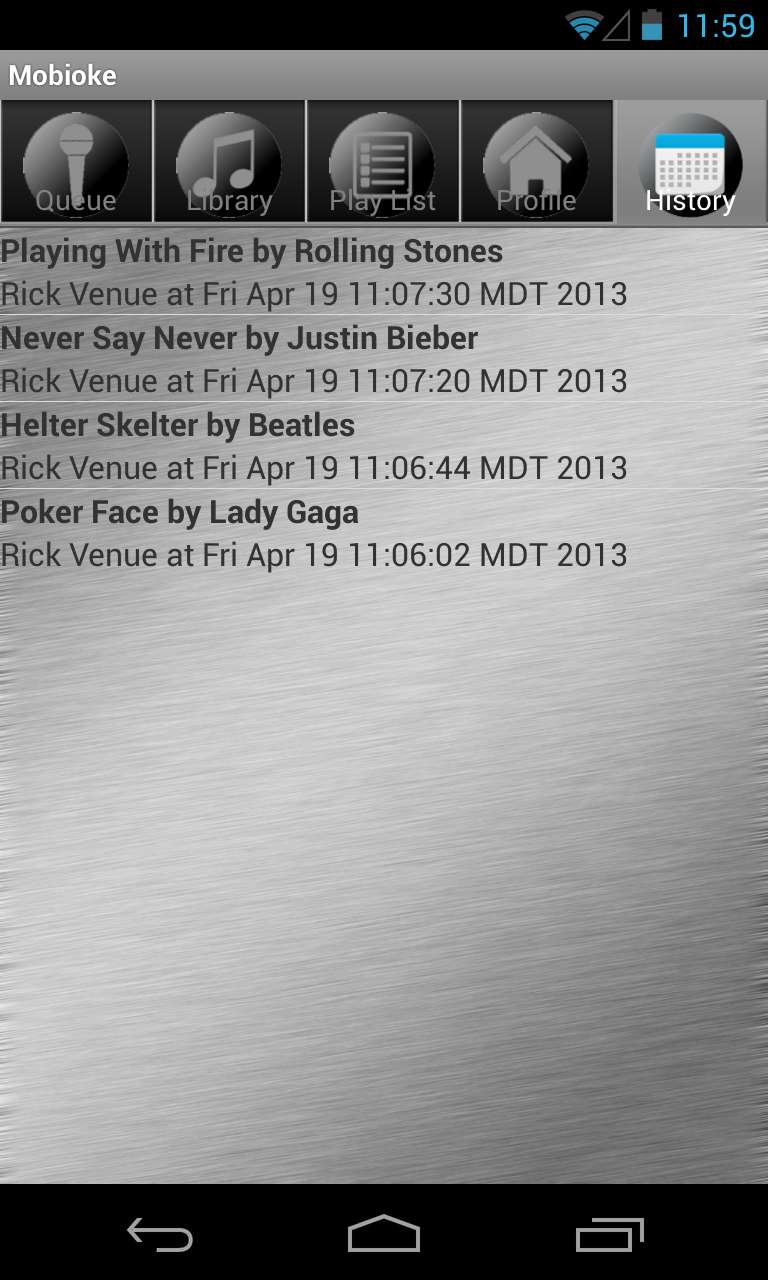 11:59
Mobioke
Queue
Library
Play List
Profile
History
Playing With Fire by Rolling Stones
Rick Venue at Fri Apr 19 11:07:30 MDT 2013
Never Say Never by Justin Bieber
Rick Venue at Fri Apr 19 11:07:20 MDT 2013
Helter Skelter by Beatles
Rick Venue at Fri Apr 19 11:06:44 MDT 2013
Poker Face by Lady Gaga
Rick Venue at Fri Apr 19 11:06:02 MDT 2013